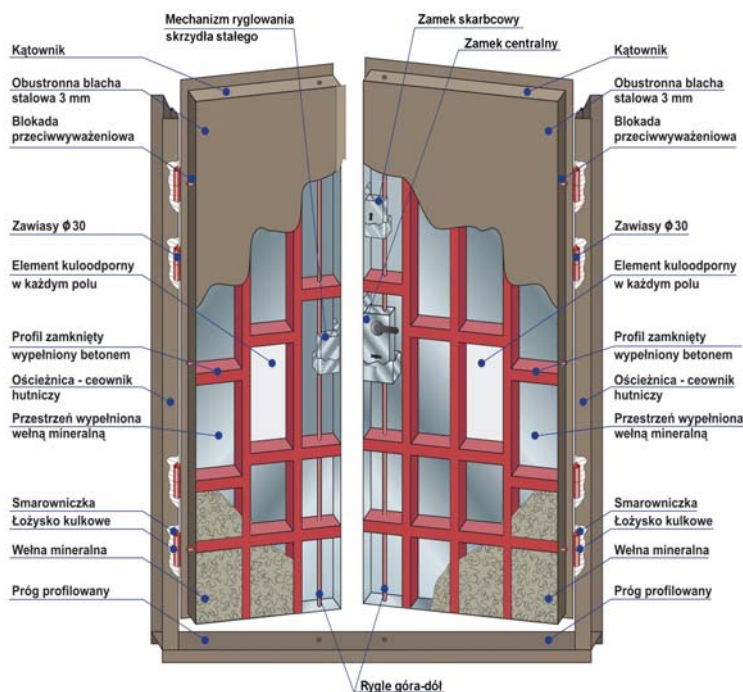 Mechanizm ryglowania
skrzydła stałego
Zamek skarbcowy
Zamek centralny
Kątownik
Obustronna blacha
stalowa 3 mm
Blokada
przeciwwyważeniowa
Zawiasy ϕ 30
Element kuloodporny
w każdym polu
Profil zamknięty
wypełniony betonem
Ościeżnica - ceownik
hutniczy
Przestrzeń wypełniona
wełną mineralną
Smarowniczka
Łożysko kulkowe
Wełna mineralna
Próg profilowany
Kątownik
Obustronna blacha
stalowa 3 mm
Blokada
przeciwwyważeniowa
Zawiasy ϕ 30
Element kuloodporny
w każdym polu
Profil zamknięty
wypełniony betonem
Ościeżnica - ceownik
hutniczy
Przestrzeń wypełniona
wełną mineralną
Smarowniczka
Łożysko kulkowe
Wełna mineralna
Próg profilowany
Rygle góra-dół